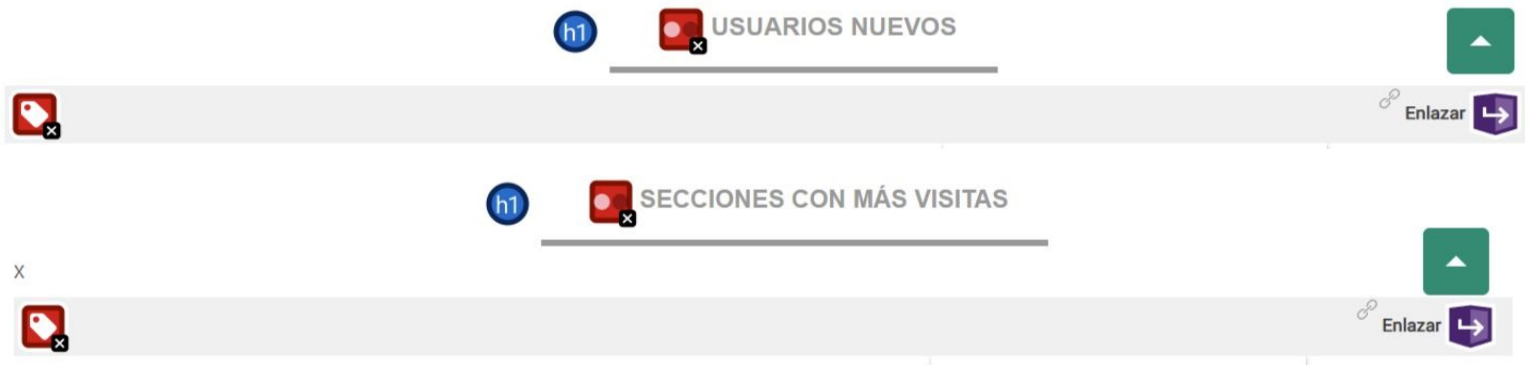 h1 USUARIOS NUEVOS
Enlazar
h1 SECCIONES CON MÁS VISITAS
X
Enlazar